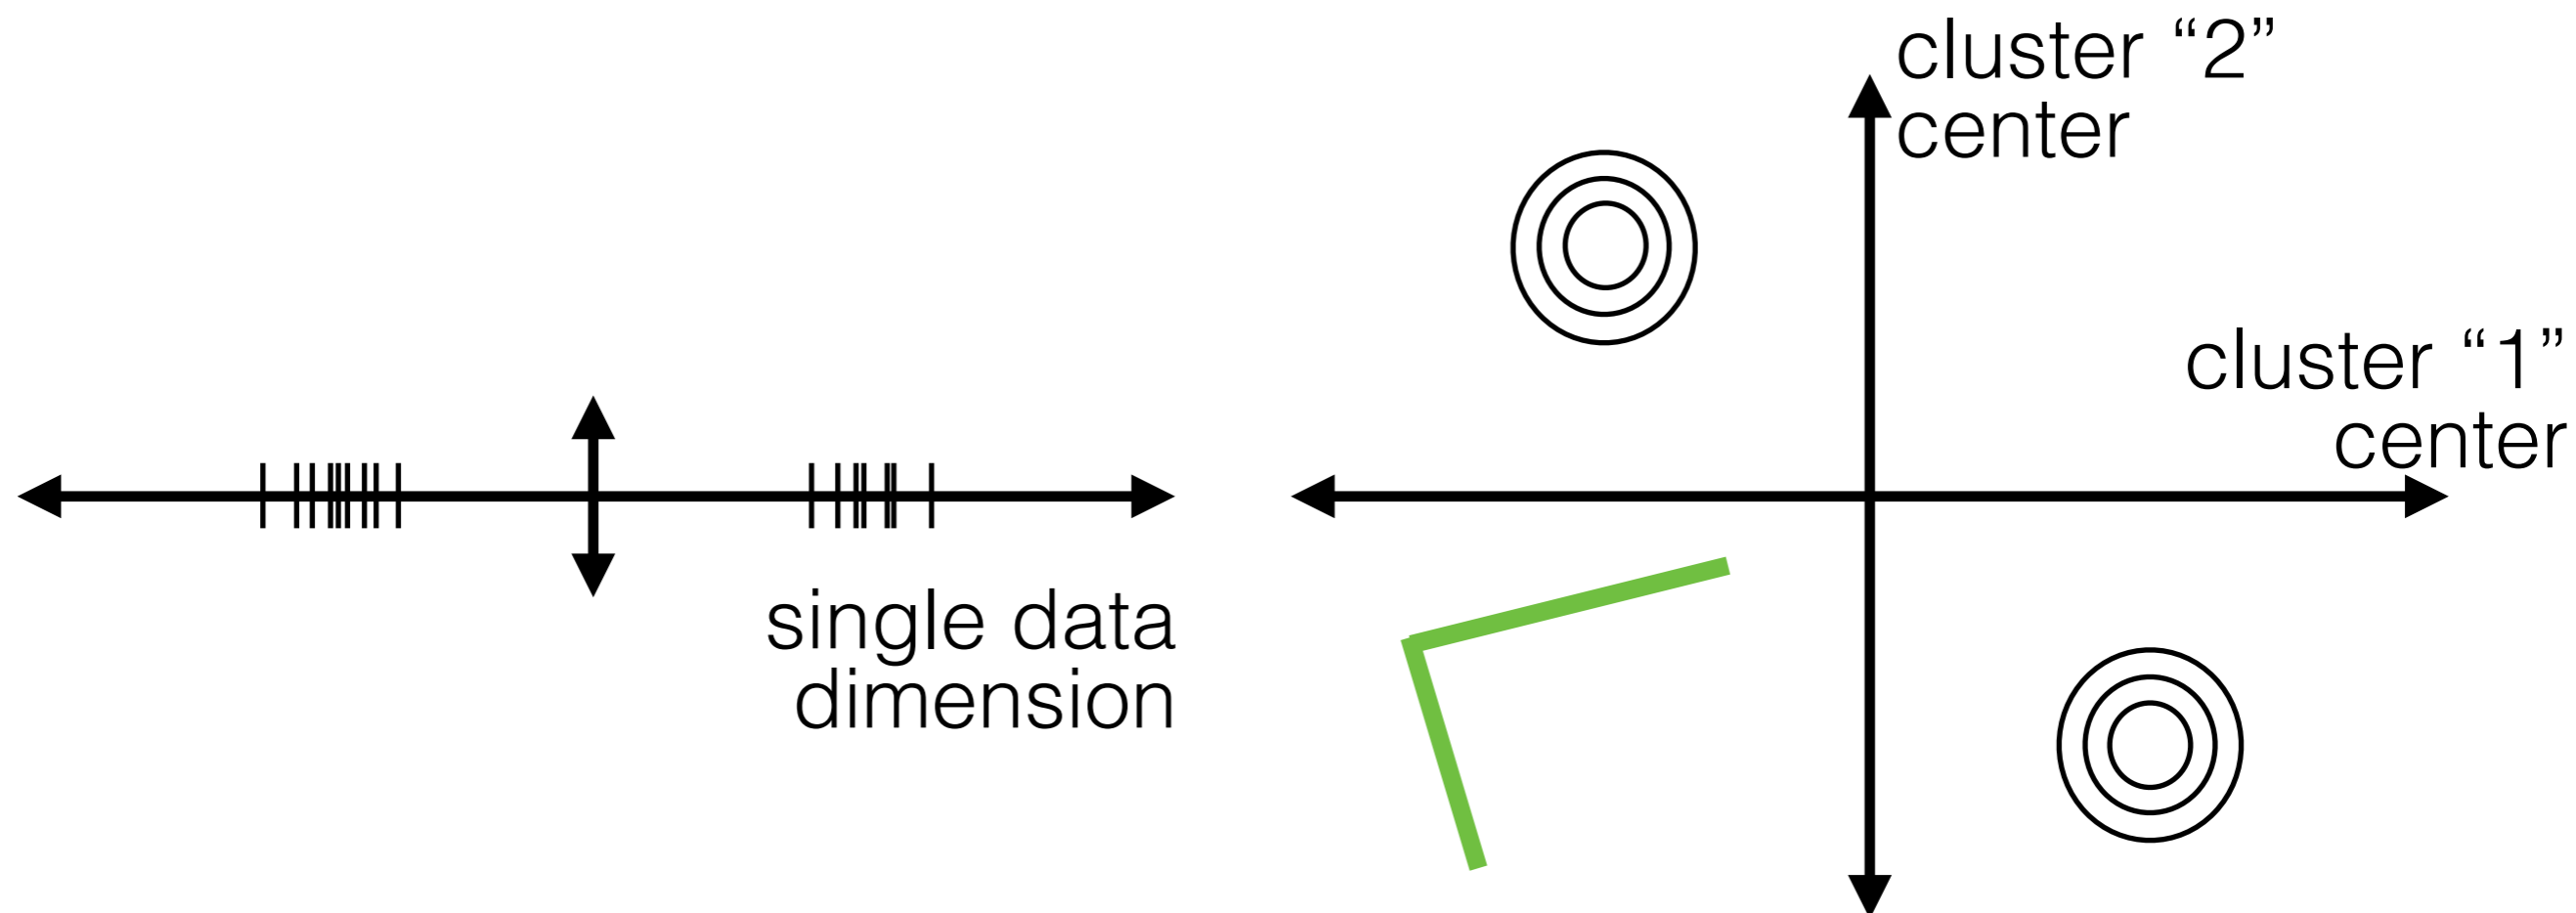 cluster “2”
center
cluster “1”
center
single data
dimension